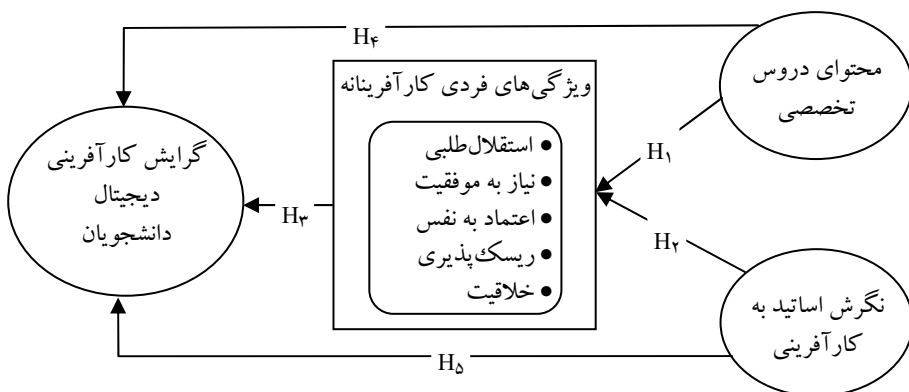 H۴
محتوای دروس
تخصصی
ویژگی‌های فردی کارآفرینانه
● استقلال‌طلبی
● نیاز به موفقیت
● اعتماد به نفس
● ریسک‌پذیری
● خلاقیت
H۱
H۲
H۳
گرایش کارآفرینی
دیجیتال
دانشجویان
نگرش اساتید به
کارآفرینی
H۵